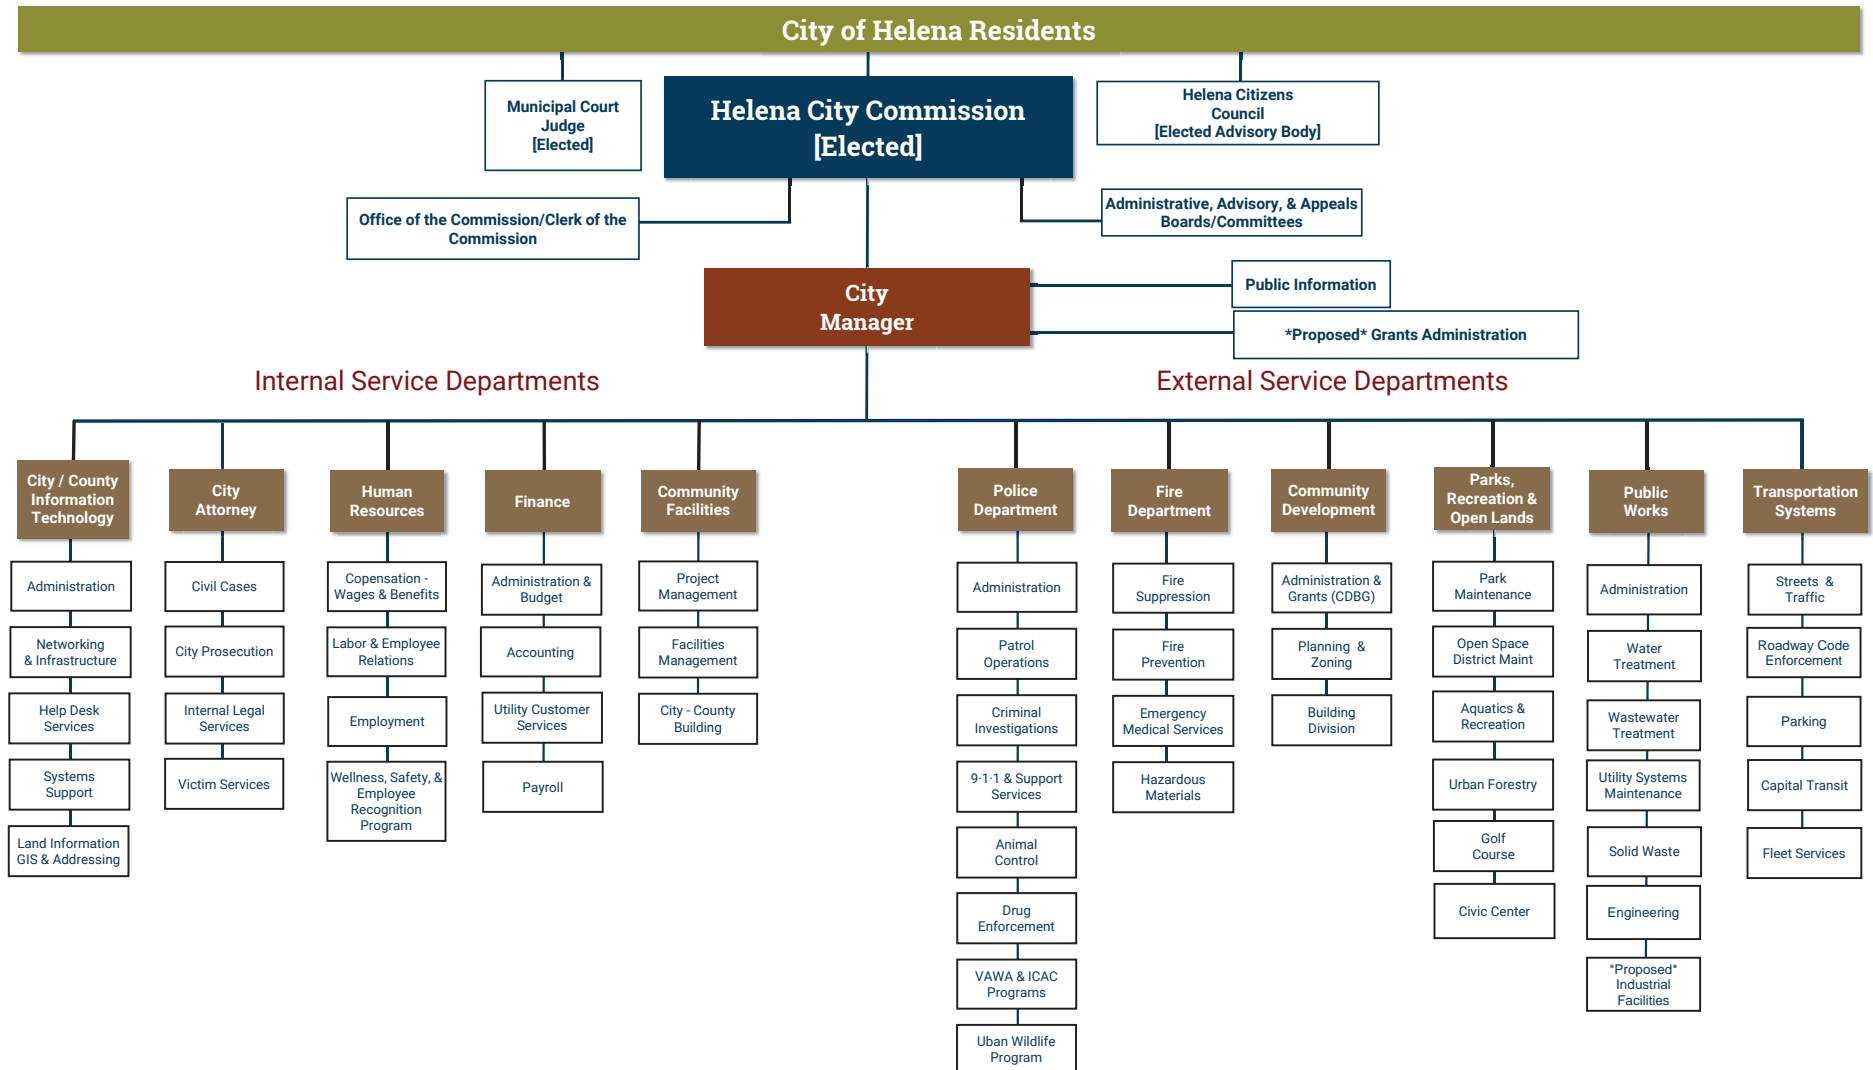 City of Helena Residents
Municipal Court
Judge
[Elected]
Helena City Commission
[Elected]
Helena Citizens
Council
[Elected Advisory Body]
Office of the Commission/Clerk of the
Commission
Administrative, Advisory, & Appeals
Boards/Committees
City
Manager
Public Information
*Proposed* Grants Administration
Internal Service Departments
External Service Departments
City / County
Information
Technology
Administration
Networking
& Infrastructure
Help Desk
Services
Systems
Support
Land Information
GIS & Addressing
City
Attorney
Civil Cases
City Prosecution
Internal Legal
Services
Victim Services
Human
Resources
Copensation -
Wages & Benefits
Labor & Employee
Relations
Employment
Wellness, Safety, &
Employee
Recognition
Program
Finance
Administration &
Budget
Accounting
Utility Customer
Services
Payroll
Community
Facilities
Project
Management
Facilities
Management
City - County
Building
Police
Department
Administration
Patrol
Operations
Criminal
Investigations
9-1-1 & Support
Services
Animal
Control
Drug
Enforcement
VAWA & ICAC
Programs
Uban Wildlife
Program
Fire
Department
Fire
Suppression
Fire
Prevention
Emergency
Medical Services
Hazardous
Materials
Community
Development
Administration &
Grants (CDBG)
Planning & 
Zoning
Building
Division
Parks,
Recreation &
Open Lands
Park
Maintenance
Open Space
District Maint
Aquatics &
Recreation
Urban Forestry
Golf
Course
Civic Center
Public
Works
Administration
Water
Treatment
Wastewater
Treatment
Utility Systems
Maintenance
Solid Waste
Engineering
*Proposed*
Industrial
Facilities
Transportation
Systems
Streets &
Traffic
Roadway Code
Enforcement
Parking
Capital Transit
Fleet Services